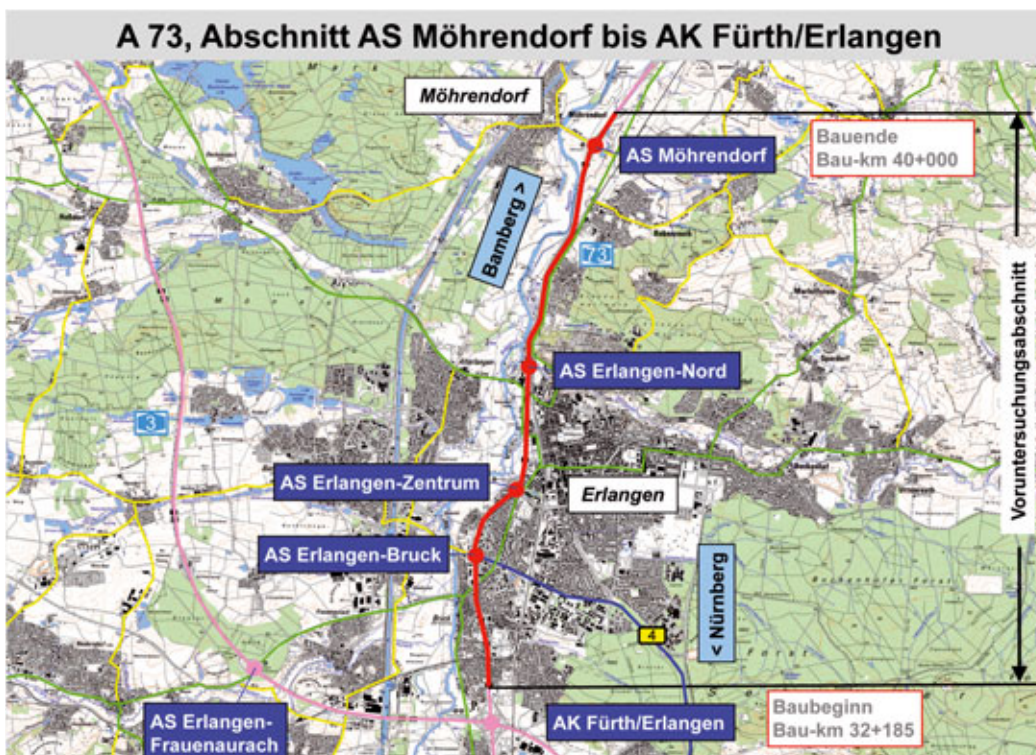 A 73, Abschnitt AS Möhrendorf bis AK Fürth/Erlangen
Möhrendorf
Möhrendorf
AS Möhrendorf
Bauende
Bau-km 40+000
Bamberg >
73
AS Erlangen-Nord
3
AS Erlangen-Zentrum
Erlangen
AS Erlangen-Bruck
Voruntersuchungsabschnitt
< Nürnberg
4
AS Erlangen-
Frauenaurach
AK Fürth/Erlangen
Baubeginn
Bau-km 32+185